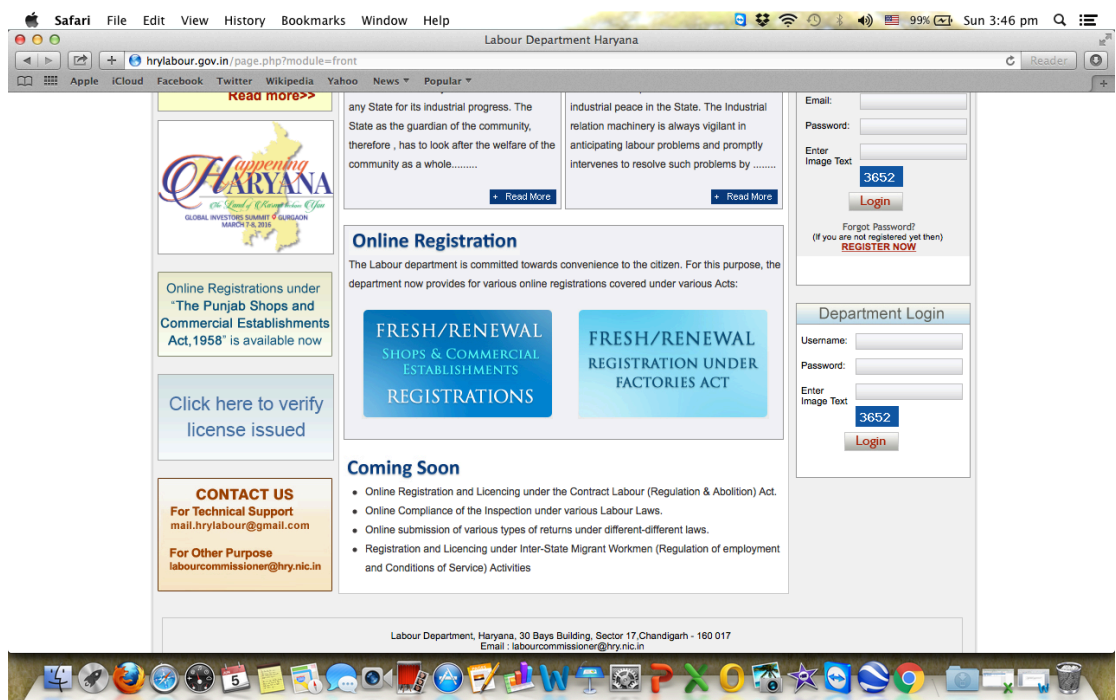 Safari File Edit View History Bookmarks Window Help 99% Sun 3:46 pm
Labour Department Haryana
hrylabour.gov.in/page.php?module=front Reader
Apple iCloud Facebook Twitter Wikipedia Yahoo News Popular
Read more>>
Happening
HARYANA
GLOBAL INVESTORS SUMMIT GURGAON
MARCH 7-8, 2016
Online Registrations under
"The Punjab Shops and
Commercial Establishments
Act,1958" is available now
Click here to verify
license issued
CONTACT US
For Technical Support
mail.hrylabour@gmail.com
For Other Purpose
labourcommissioner@hry.nic.in
any State for its industrial progress. The
State as the guardian of the community,
therefore , has to look after the welfare of the
community as a whole.........
+ Read More
industrial peace in the State. The Industrial
relation machinery is always vigilant in
anticipating labour problems and promptly
intervenes to resolve such problems by ........
+ Read More
Online Registration
The Labour department is committed towards convenience to the citizen. For this purpose, the
department now provides for various online registrations covered under various Acts:
FRESH/RENEWAL
SHOPS & COMMERCIAL
ESTABLISHMENTS
REGISTRATIONS
FRESH/RENEWAL
REGISTRATION UNDER
FACTORIES ACT
Coming Soon
Online Registration and Licencing under the Contract Labour (Regulation & Abolition) Act.
Online Compliance of the Inspection under various Labour Laws.
Online submission of various types of returns under different-different laws.
Registration and Licencing under Inter-State Migrant Workmen (Regulation of employment
and Conditions of Service) Activities
Email:
Password:
Enter
Image Text
3652
Login
Forgot Password?
(If you are not registered yet then)
REGISTER NOW
Department Login
Username:
Password:
Enter
Image Text
3652
Login
Labour Department, Haryana, 30 Bays Building, Sector 17,Chandigarh - 160 017
Email : labourcommissioner@hry.nic.in